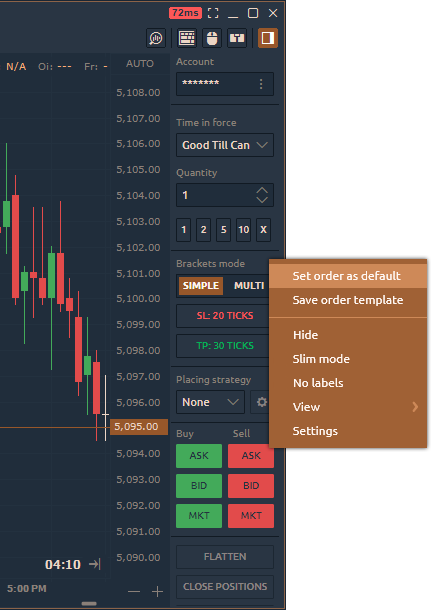 72ms
N/A Oi: --- Fr: -
AUTO
5,108.00
5,107.00
5,106.00
5,105.00
5,104.00
5,103.00
5,102.00
5,101.00
5,100.00
5,099.00
5,098.00
5,097.00
5,096.00
5,095.00
5,094.00
5,093.00
5,092.00
5,091.00
5,090.00
04:10
5:00 PM
Account
*******
Time in force
Good Till Can
Quantity
1
1 2 5 10 X
Brackets mode
SIMPLE MULTI
SL: 20 TICKS
TP: 30 TICKS
Placing strategy
None
Buy Sell
ASK ASK
BID BID
MKT MKT
FLATTEN
CLOSE POSITIONS
Set order as default
Save order template
Hide
Slim mode
No labels
View
Settings